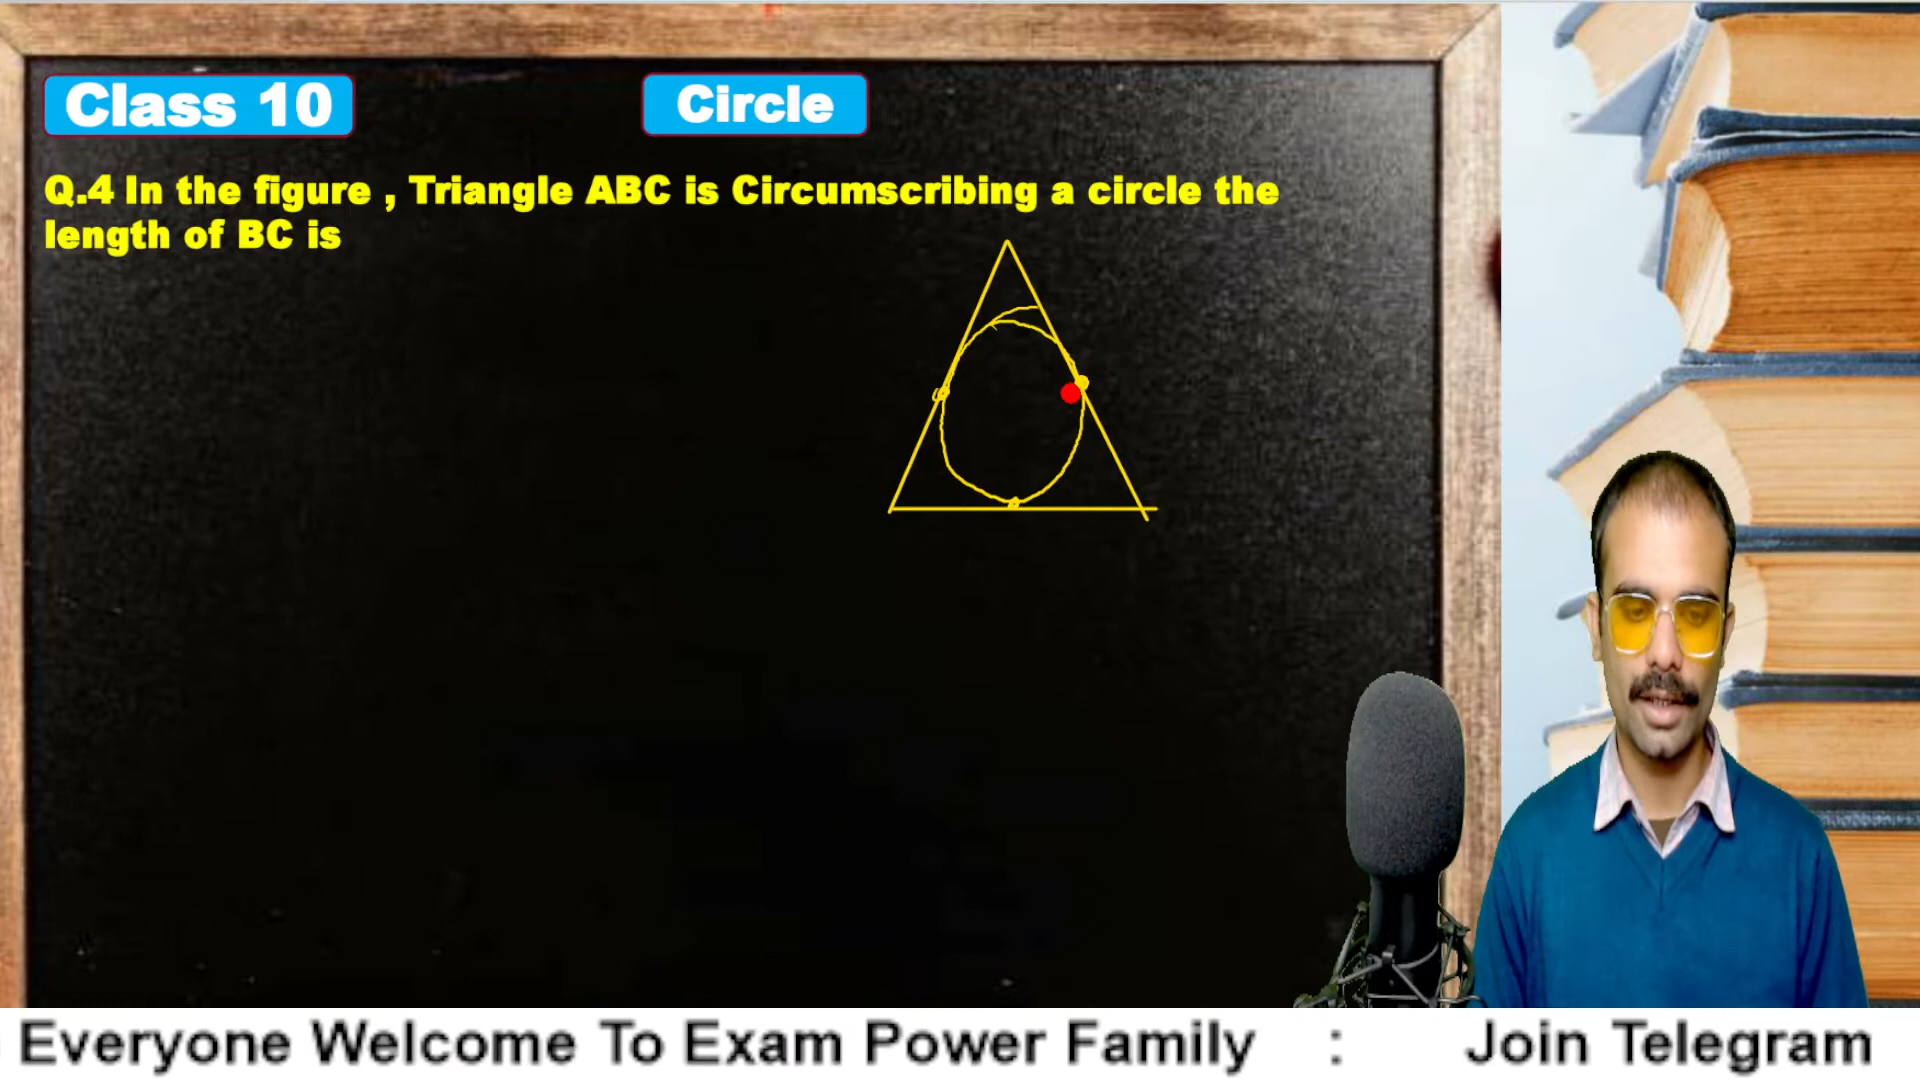 Class 10
Circle
Q.4 In the figure , Triangle ABC is Circumscribing a circle the
length of BC is
Everyone Welcome To Exam Power Family : Join Telegram